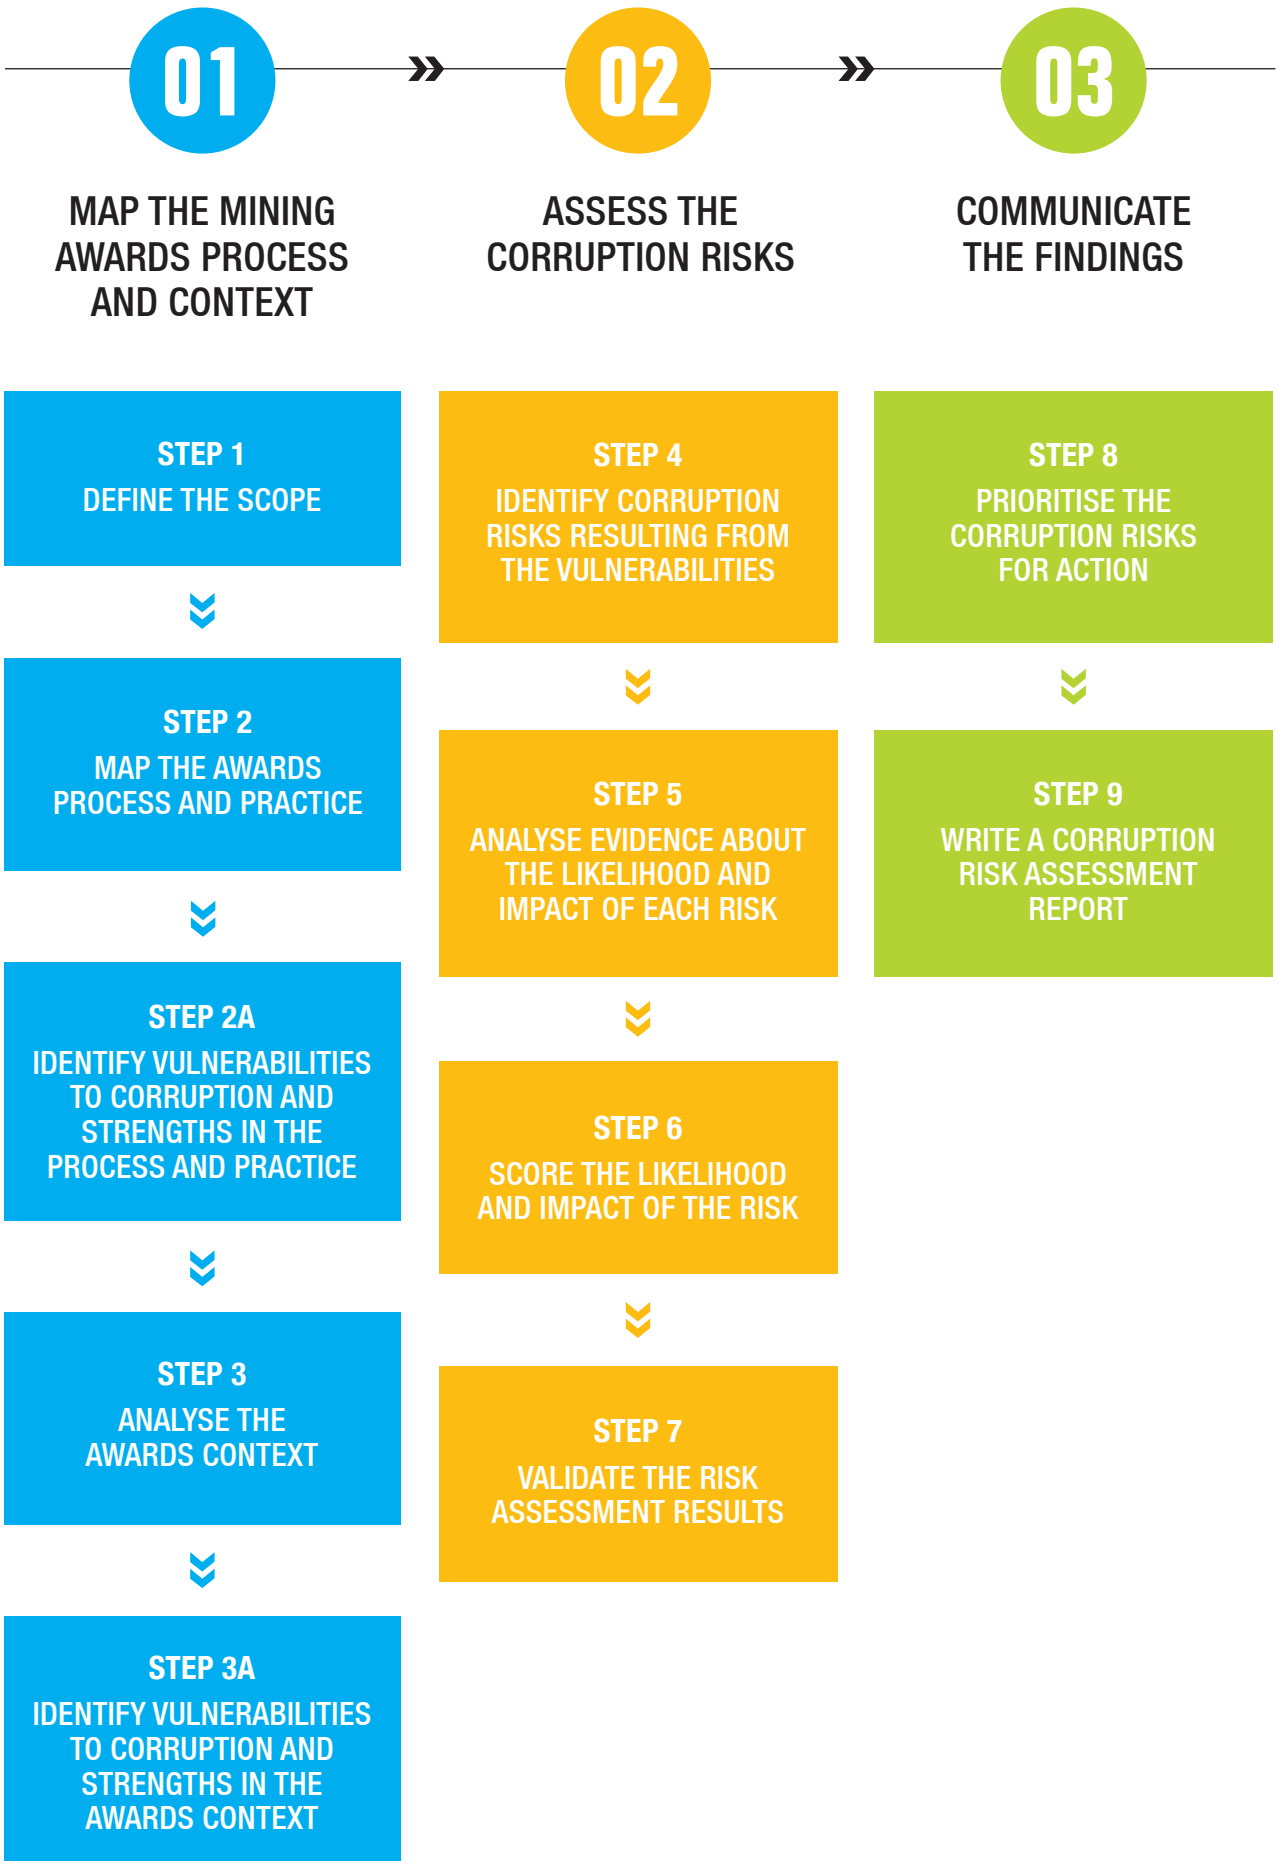 01
MAP THE MINING
AWARDS PROCESS
AND CONTEXT
STEP 1
DEFINE THE SCOPE
STEP 2
MAP THE AWARDS
PROCESS AND PRACTICE
STEP 2A
IDENTIFY VULNERABILITIES
TO CORRUPTION AND
STRENGTHS IN THE
PROCESS AND PRACTICE
STEP 3
ANALYSE THE
AWARDS CONTEXT
STEP 3A
IDENTIFY VULNERABILITIES
TO CORRUPTION AND
STRENGTHS IN THE
AWARDS CONTEXT
02
ASSESS THE
CORRUPTION RISKS
STEP 4
IDENTIFY CORRUPTION
RISKS RESULTING FROM
THE VULNERABILITIES
STEP 5
ANALYSE EVIDENCE ABOUT
THE LIKELIHOOD AND
IMPACT OF EACH RISK
STEP 6
SCORE THE LIKELIHOOD
AND IMPACT OF THE RISK
STEP 7
VALIDATE THE RISK
ASSESSMENT RESULTS
03
COMMUNICATE
THE FINDINGS
STEP 8
PRIORITISE THE
CORRUPTION RISKS
FOR ACTION
STEP 9
WRITE A CORRUPTION
RISK ASSESSMENT
REPORT